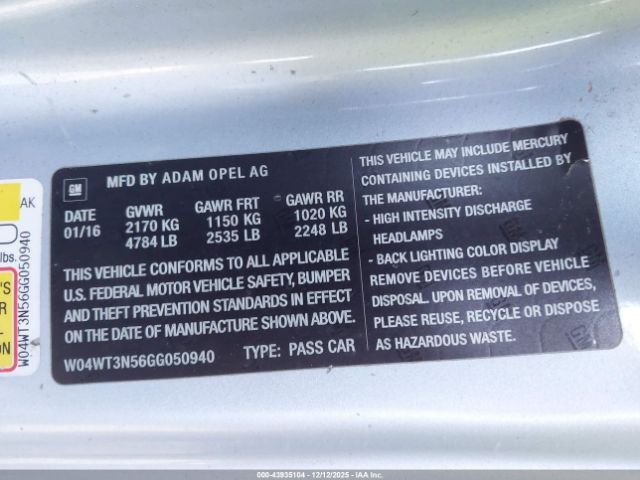 GM
MFD BY ADAM OPEL AG
DATE GVWR GAWR FRT GAWR RR
01/16 2170 KG 1150 KG 1020 KG
4784 LB 2535 LB 2248 LB
THIS VEHICLE CONFORMS TO ALL APPLICABLE
U.S. FEDERAL MOTOR VEHICLE SAFETY, BUMPER
AND THEFT PREVENTION STANDARDS IN EFFECT
ON THE DATE OF MANUFACTURE SHOWN ABOVE.
W04WT3N56GG050940 TYPE: PASS CAR
THIS VEHICLE MAY INCLUDE MERCURY
CONTAINING DEVICES INSTALLED BY
THE MANUFACTURER:
- HIGH INTENSITY DISCHARGE
HEADLAMPS
- BACK LIGHTING COLOR DISPLAY
REMOVE DEVICES BEFORE VEHICLE
DISPOSAL. UPON REMOVAL OF DEVICES,
PLEASE REUSE, RECYCLE OR DISPOSE
AS HAZARDOUS WASTE.
AK
lbs.
W04WT3N56GG050940
000-43935104 - 12/12/2025 - IAAI.com